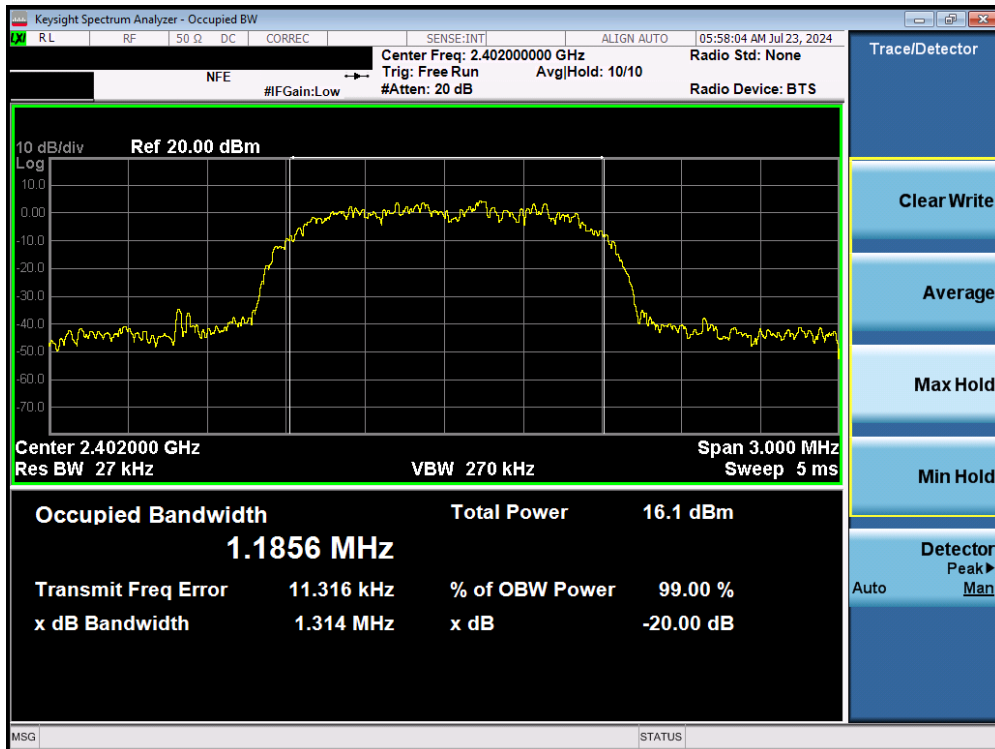 Keysight Spectrum Analyzer - Occupied BW
LXI RL RF 50 Ω DC CORREC SENSE:INT ALIGN AUTO 05:58:04 AM Jul 23, 2024
Center Freq: 2.402000000 GHz Radio Std: None
NFE Trig: Free Run Avg|Hold: 10/10
#IFGain:Low #Atten: 20 dB Radio Device: BTS
Trace/Detector
10 dB/div Ref 20.00 dBm
Log
10.0
0.00
-10.0
-20.0
-30.0
-40.0
-50.0
-60.0
-70.0
Center 2.402000 GHz Span 3.000 MHz
Res BW 27 kHz VBW 270 kHz Sweep 5 ms
Occupied Bandwidth Total Power 16.1 dBm
1.1856 MHz
Transmit Freq Error 11.316 kHz % of OBW Power 99.00 %
x dB Bandwidth 1.314 MHz x dB -20.00 dB
Clear Write
Average
Max Hold
Min Hold
Detector
Peak▶
Auto Man
MSG STATUS